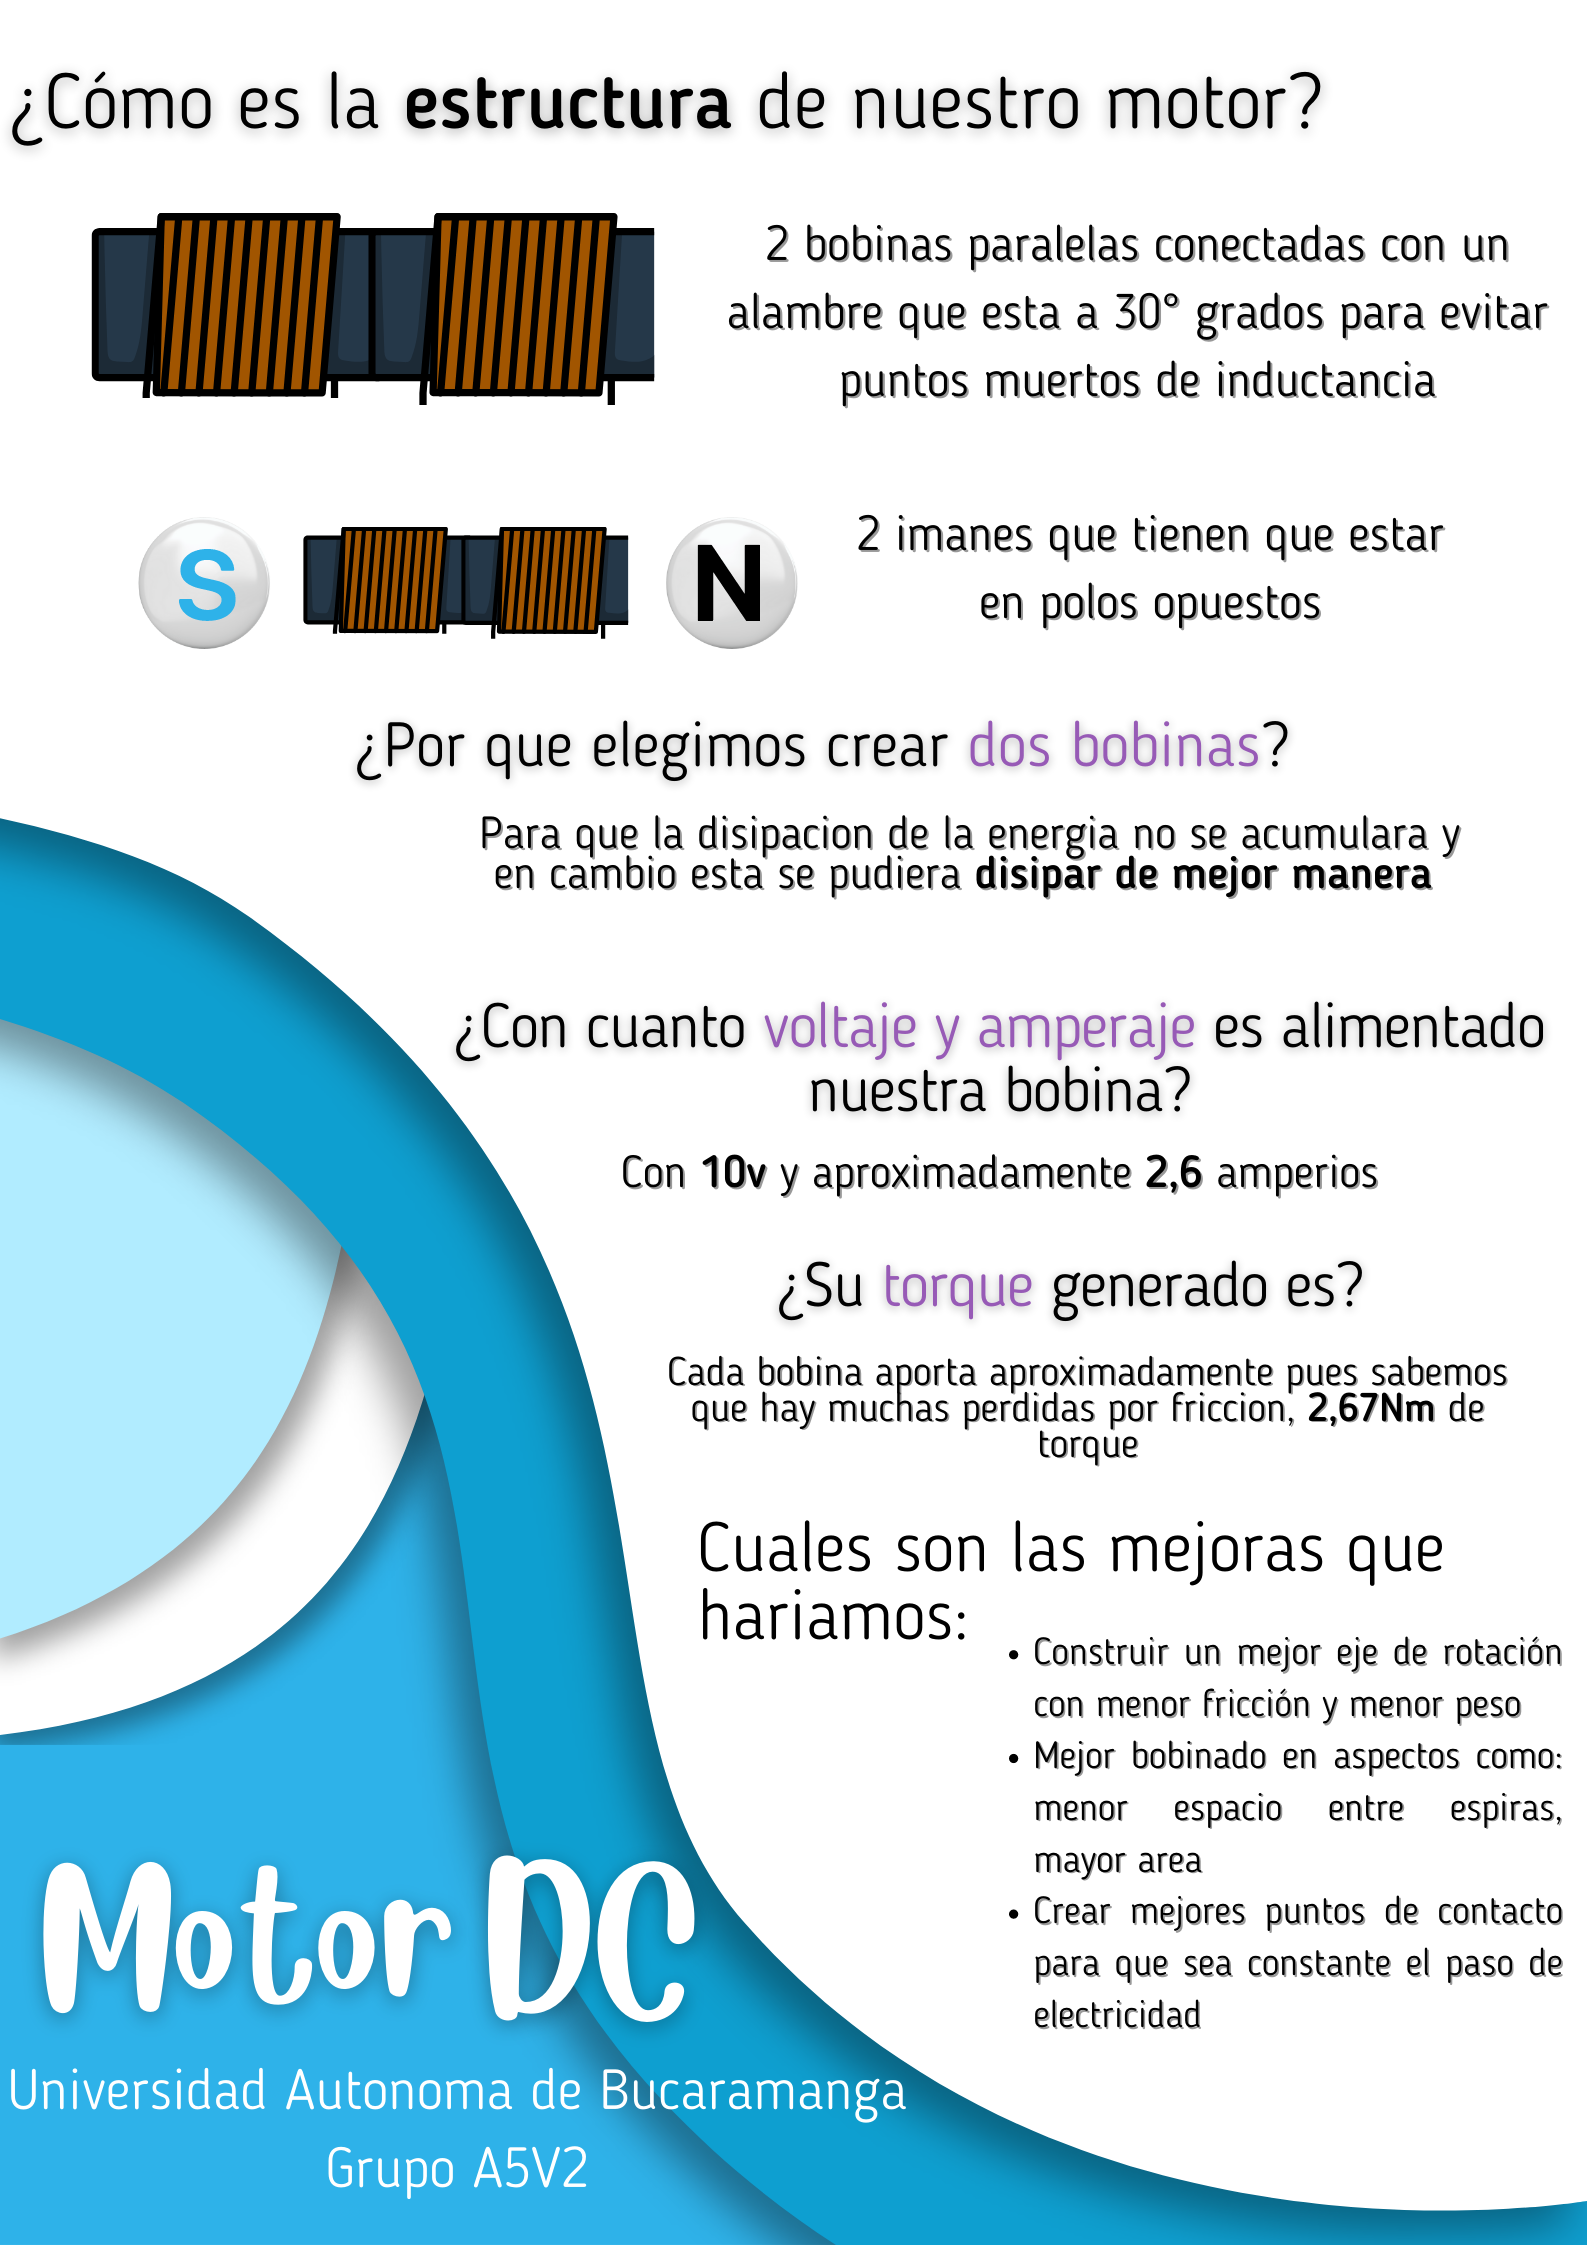 ¿Cómo es la estructura de nuestro motor?
2 bobinas paralelas conectadas con un
alambre que esta a 30° grados para evitar
puntos muertos de inductancia
S
N
2 imanes que tienen que estar
en polos opuestos
¿Por que elegimos crear dos bobinas?
Para que la disipacion de la energia no se acumulara y
en cambio esta se pudiera disipar de mejor manera
¿Con cuanto voltaje y amperaje es alimentado
nuestra bobina?
Con 10v y aproximadamente 2,6 amperios
¿Su torque generado es?
Cada bobina aporta aproximadamente pues sabemos
que hay muchas perdidas por friccion, 2,67Nm de
torque
Cuales son las mejoras que
hariamos:
• Construir un mejor eje de rotación
con menor fricción y menor peso
• Mejor bobinado en aspectos como:
menor espacio entre espiras,
mayor area
• Crear mejores puntos de contacto
para que sea constante el paso de
electricidad
Motor DC
Universidad Autonoma de Bucaramanga
Grupo A5V2